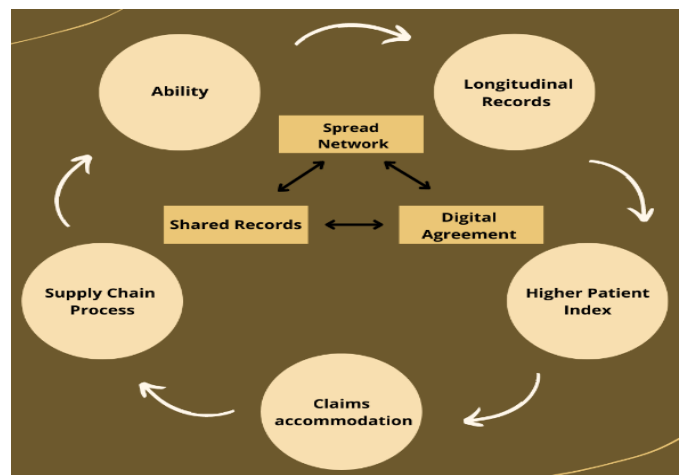 Ability
Longitudinal
Records
Spread
Network
Shared Records
Digital
Agreement
Supply Chain
Process
Higher Patient
Index
Claims
accommodation